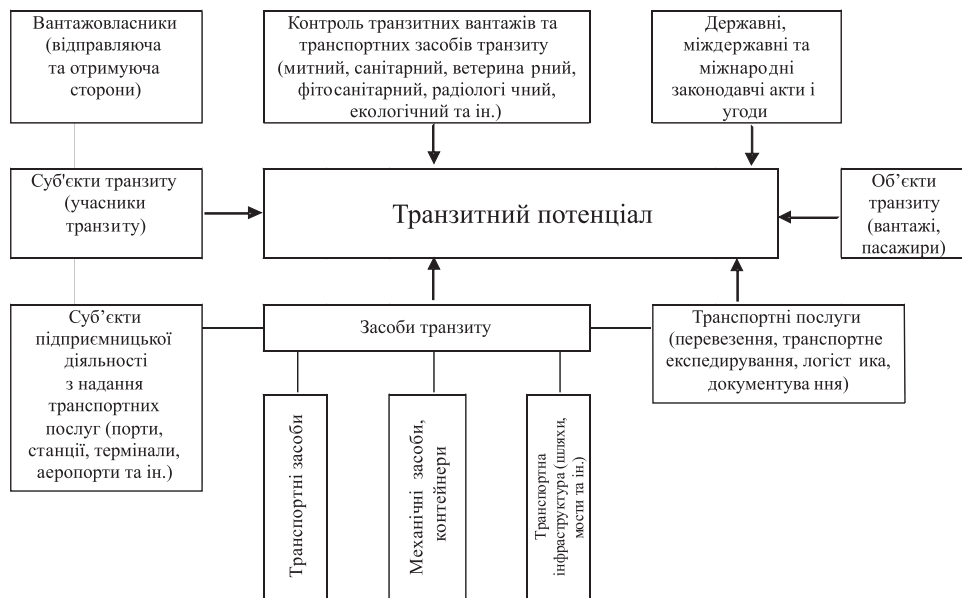 Вантажовласники
(відправляюча
та отримуюча
сторони)
Контроль транзитних вантажів та
транспортних засобів транзиту
(митний, санітарний, ветерина рний,
фітосанітарний, радіологі чний,
екологічний та ін.)
Державні,
міждержавні та
міжнародні
законодавчі акти і
угоди
Суб'єкти транзиту
(учасники
транзиту)
Транзитний потенціал
Об’єкти
транзиту
(вантажі,
пасажири)
Суб’єкти
підприємницької
діяльності
з надання
транспортних
послуг (порти,
станції, термінали,
аеропорти та ін.)
Засоби транзиту
Транспортні послуги
(перевезення, транспортне
експедирування, логіст ика,
документува ння)
Транспортні засоби
Механічні засоби,
контейнери
Транспортна
інфраструктура (шляхи,
мости та ін.)